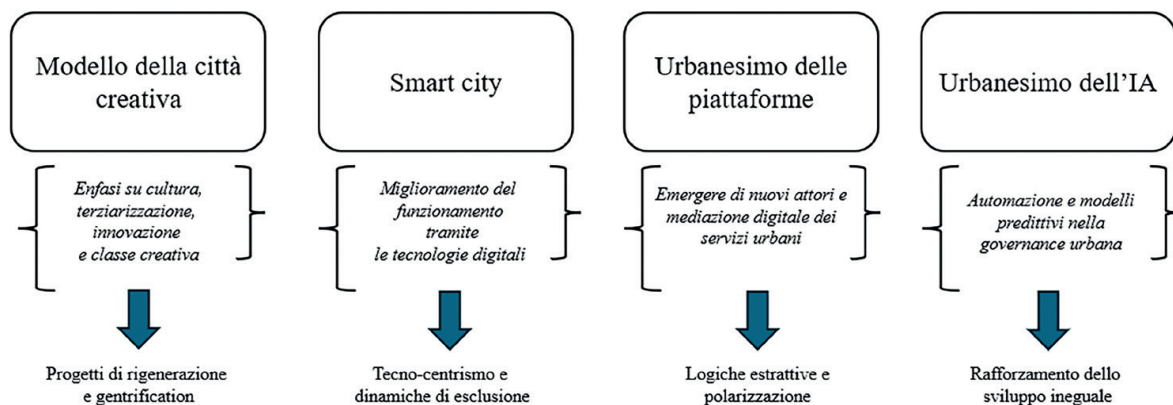 Modello della città
creativa
Enfasi su cultura,
terziarizzazione,
innovazione
e classe creativa
Progetti di rigenerazione
e gentrification
Smart city
Miglioramento del
funzionamento
tramite
le tecnologie digitali
Tecno-centrismo e
dinamiche di esclusione
Urbanesimo delle
piattaforme
Emergere di nuovi attori e
mediazione digitale dei
servizi urbani
Logiche estrattive e
polarizzazione
Urbanesimo dell'IA
Automazione e modelli
predittivi nella
governance urbana
Rafforzamento dello
sviluppo ineguale